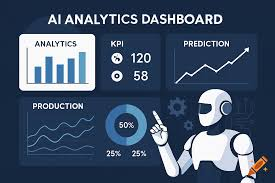 AI ANALYTICS DASHBOARD
ANALYTICS
KPI
120
58
PREDICTION
PRODUCTION
50%
25% 25%